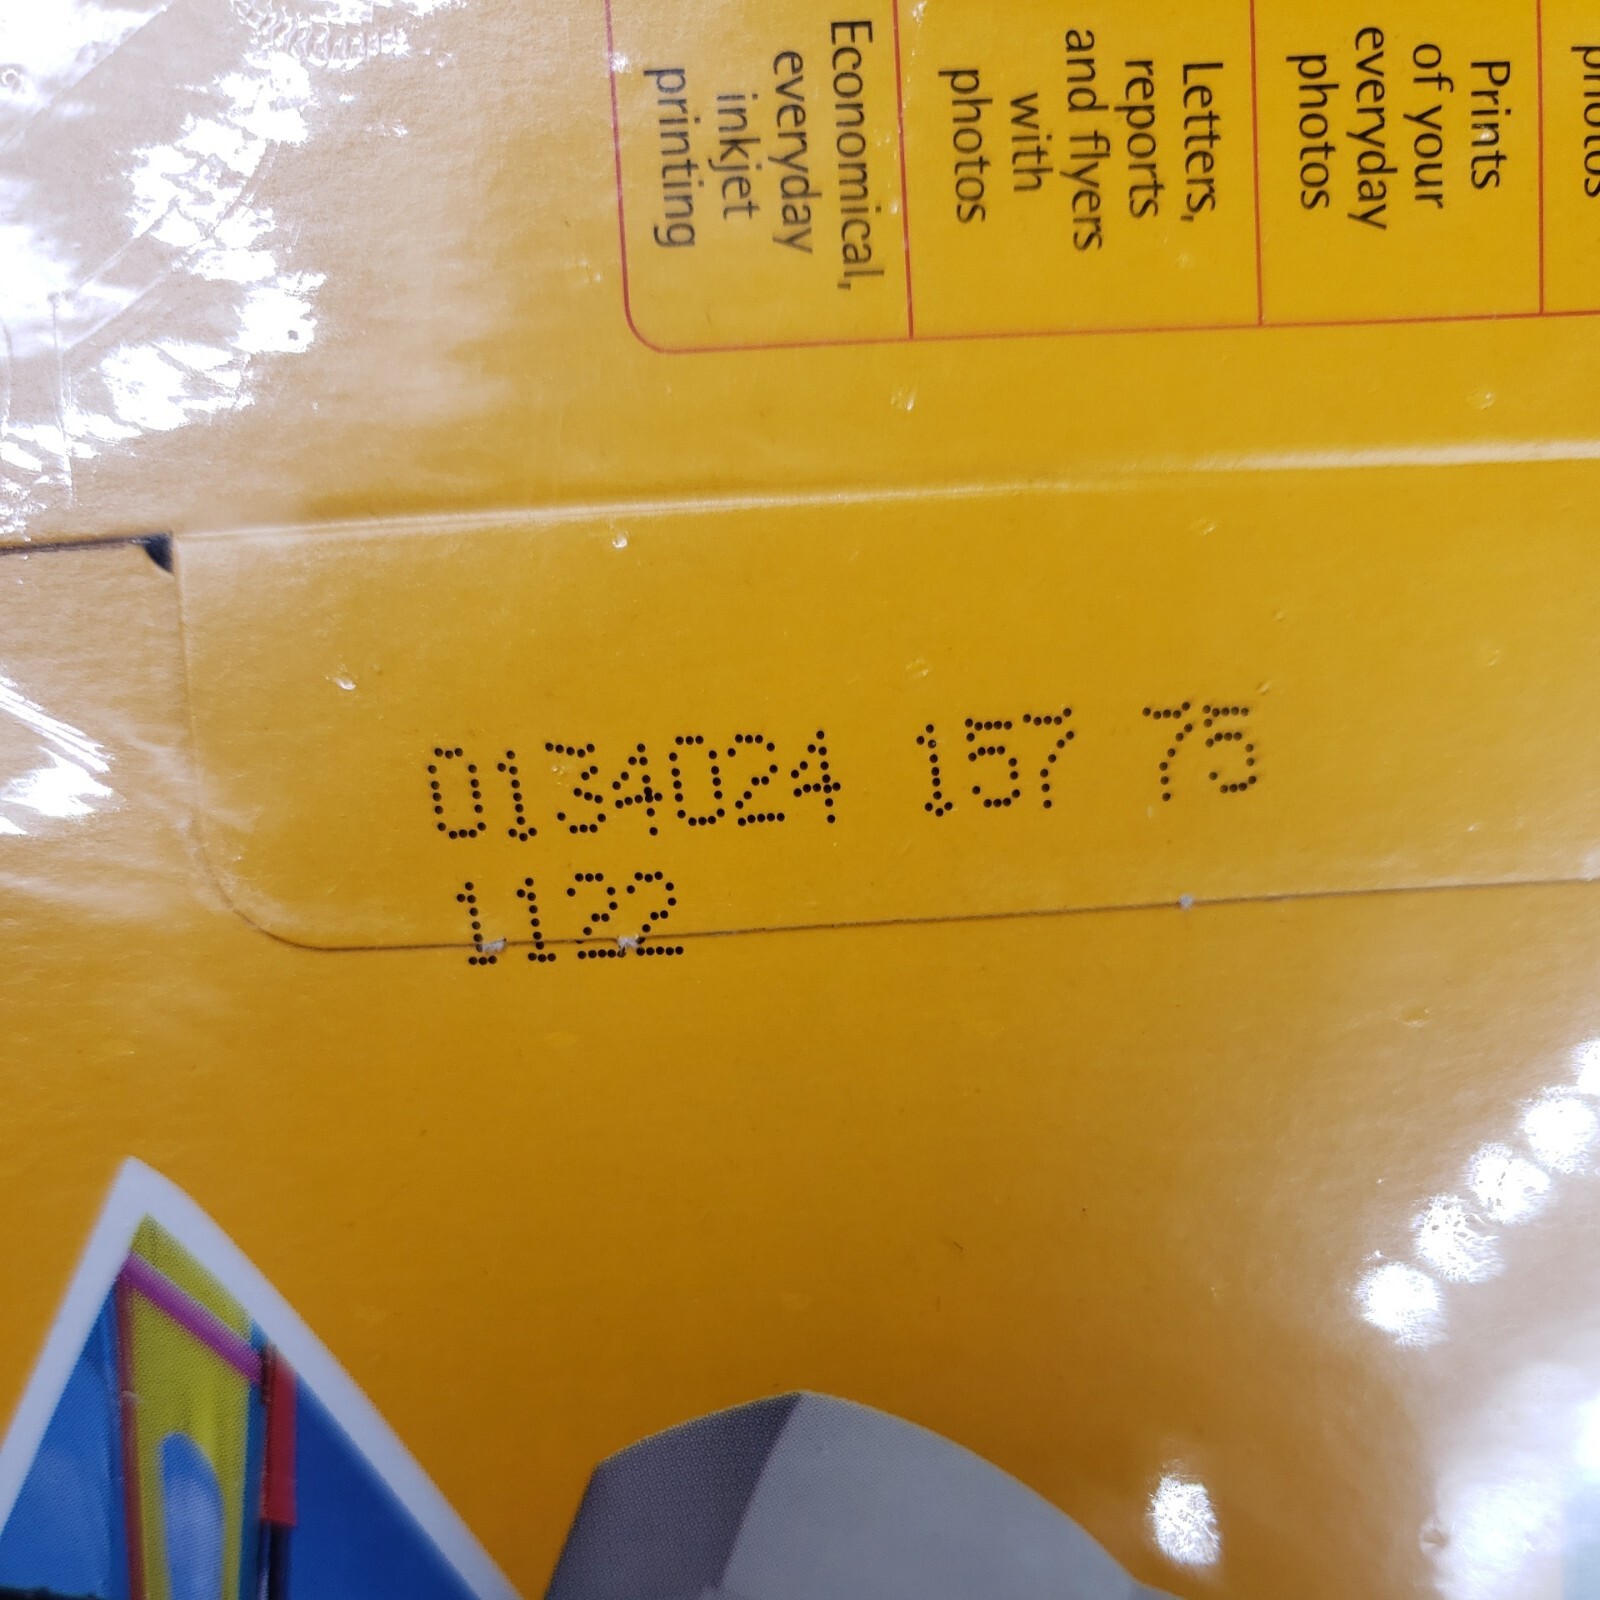 Economical,
everyday
inkjet
printing
Letters,
reports
and flyers
with
photos
Prints
of your
everyday
photos
photos
0134024 157 75
1122